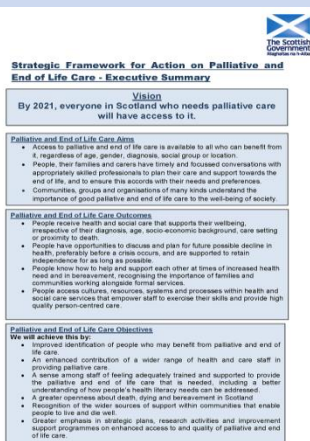 The Scottish
Government
Riaghaltas na h-Alba
Strategic Framework for Action on Palliative and
End of Life Care - Executive Summary
Vision
By 2021, everyone in Scotland who needs palliative care
will have access to it.
Palliative and End of Life Care Aims
• Access to palliative and end of life care is available to all who can benefit from
it, regardless of age, gender, diagnosis, social group or location.
• People, their families and carers have timely and focussed conversations with
appropriately skilled professionals to plan their care and support towards the
end of life, and to ensure this accords with their needs and preferences.
• Communities, groups and organisations of many kinds understand the
importance of good palliative and end of life care to the well-being of society.
Palliative and End of Life Care Outcomes
• People receive health and social care that supports their wellbeing,
irrespective of their diagnosis, age, socio-economic background, care setting
or proximity to death.
• People have opportunities to discuss and plan for future possible decline in
health, preferably before a crisis occurs, and are supported to retain
independence for as long as possible.
• People know how to help and support each other at times of increased health
need and in bereavement, recognising the importance of families and
communities working alongside formal services.
• People access cultures, resources, systems and processes within health and
social care services that empower staff to exercise their skills and provide high
quality person-centred care.
Palliative and End of Life Care Objectives
We will achieve this by:
• Improved identification of people who may benefit from palliative and end of
life care.
• An enhanced contribution of a wider range of health and care staff in
providing palliative care.
• A sense among staff of feeling adequately trained and supported to provide
the palliative and end of life care that is needed, including a better
understanding of how people's health literacy needs can be addressed.
• A greater openness about death, dying and bereavement in Scotland
• Recognition of the wider sources of support within communities that enable
people to live and die well.
• Greater emphasis in strategic plans, research activities and improvement
support programmes on enhanced access to and quality of palliative and end
of life care.